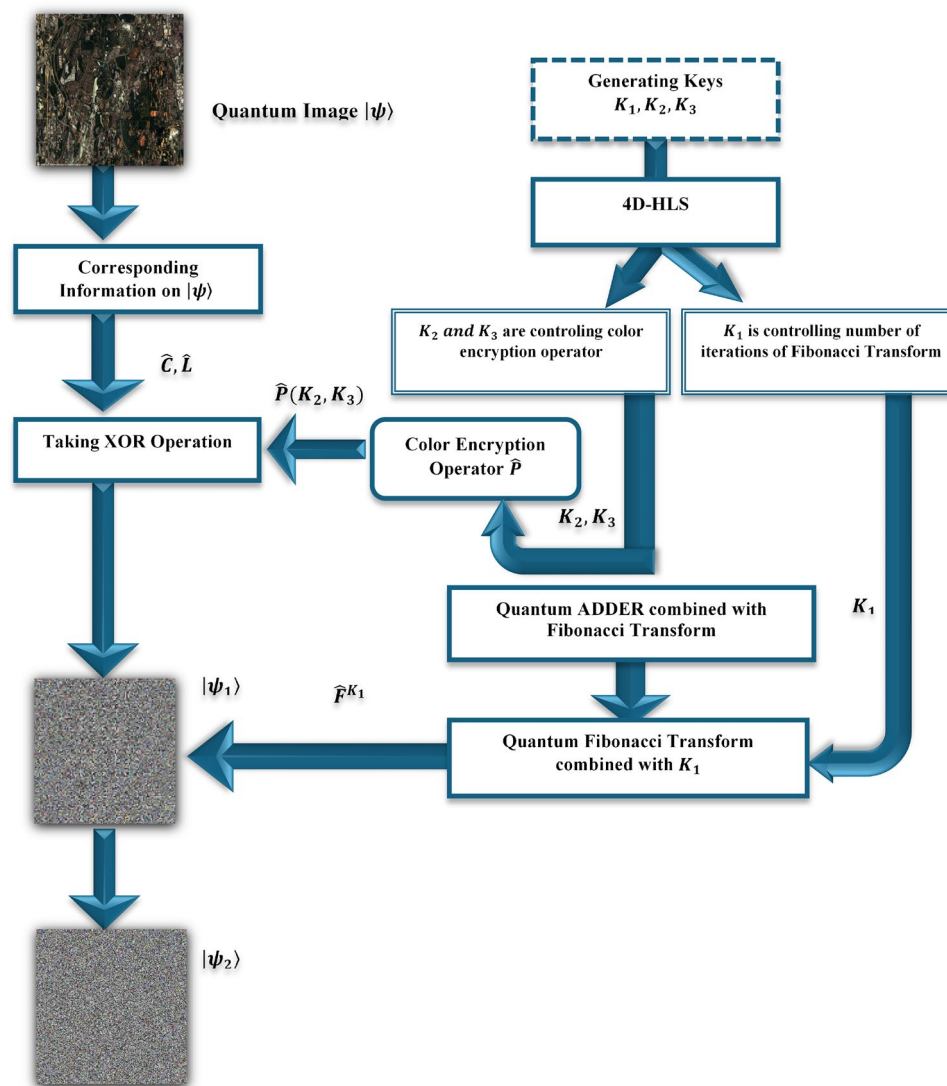 Quantum Image |𝝍⟩
Generating Keys
K₁, K₂, K₃
4D-HLS
Corresponding
Information on |𝝍⟩
K₂ and K₃ are controling color
encryption operator
K₁ is controlling number of
iterations of Fibonacci Transform
Ĉ, L̂
P̂(K₂, K₃)
Taking XOR Operation
Color Encryption
Operator P̂
K₂, K₃
Quantum ADDER combined with
Fibonacci Transform
K₁
|𝝍₁⟩
F̂^K₁
Quantum Fibonacci Transform
combined with K₁
|𝝍₂⟩